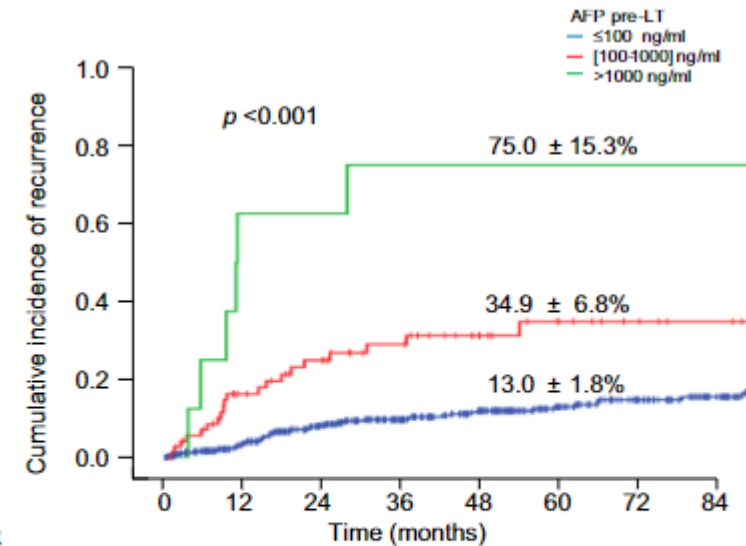 AFP pre-LT
≤100 ng/ml
[100-1000] ng/ml
>1000 ng/ml
Cumulative incidence of recurrence
1.0
0.8
0.6
0.4
0.2
0.0
p <0.001
75.0 ± 15.3%
34.9 ± 6.8%
13.0 ± 1.8%
0 12 24 36 48 60 72 84
Time (months)